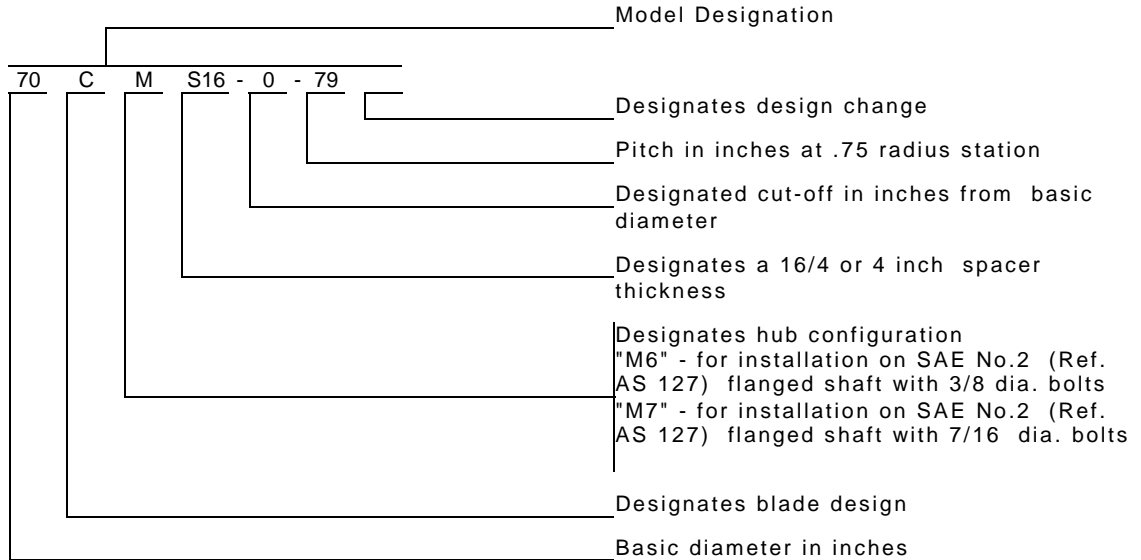 Model Designation
70 C M S16 - 0 - 79
Designates design change
Pitch in inches at .75 radius station
Designated cut-off in inches from basic
diameter
Designates a 16/4 or 4 inch spacer
thickness
Designates hub configuration
"M6" - for installation on SAE No.2 (Ref.
AS 127) flanged shaft with 3/8 dia. bolts
"M7" - for installation on SAE No.2 (Ref.
AS 127) flanged shaft with 7/16 dia. bolts
Designates blade design
Basic diameter in inches